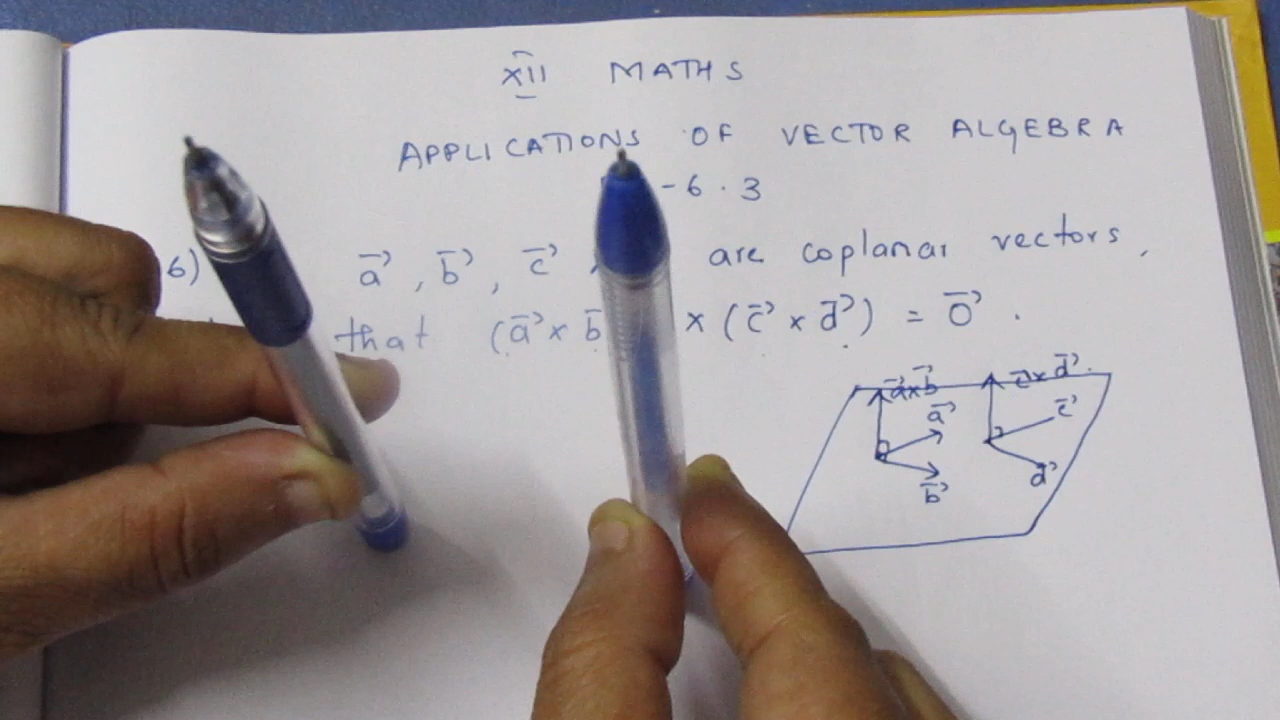 XII MATHS
APPLICATIONS OF VECTOR ALGEBRA
- 6.3
6) a⃗, b⃗, c⃗, are coplanar vectors,
that (a⃗ × b⃗ × (c⃗ × d⃗) = 0⃗.
a⃗×b⃗ c⃗×d⃗
a⃗ c⃗
b⃗ d⃗